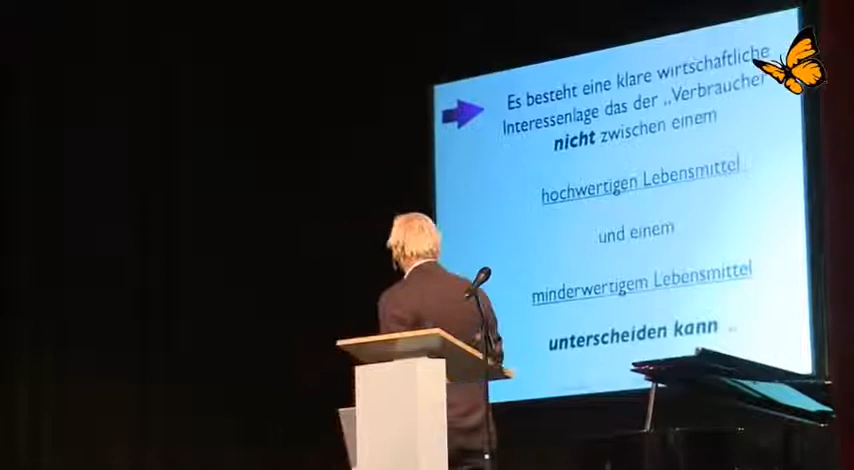 Es besteht eine klare wirtschaftliche
Interessenlage das der „Verbraucher
nicht zwischen einem
hochwertigen Lebensmittel
und einem
minderwertigem Lebensmittel
unterscheiden kann